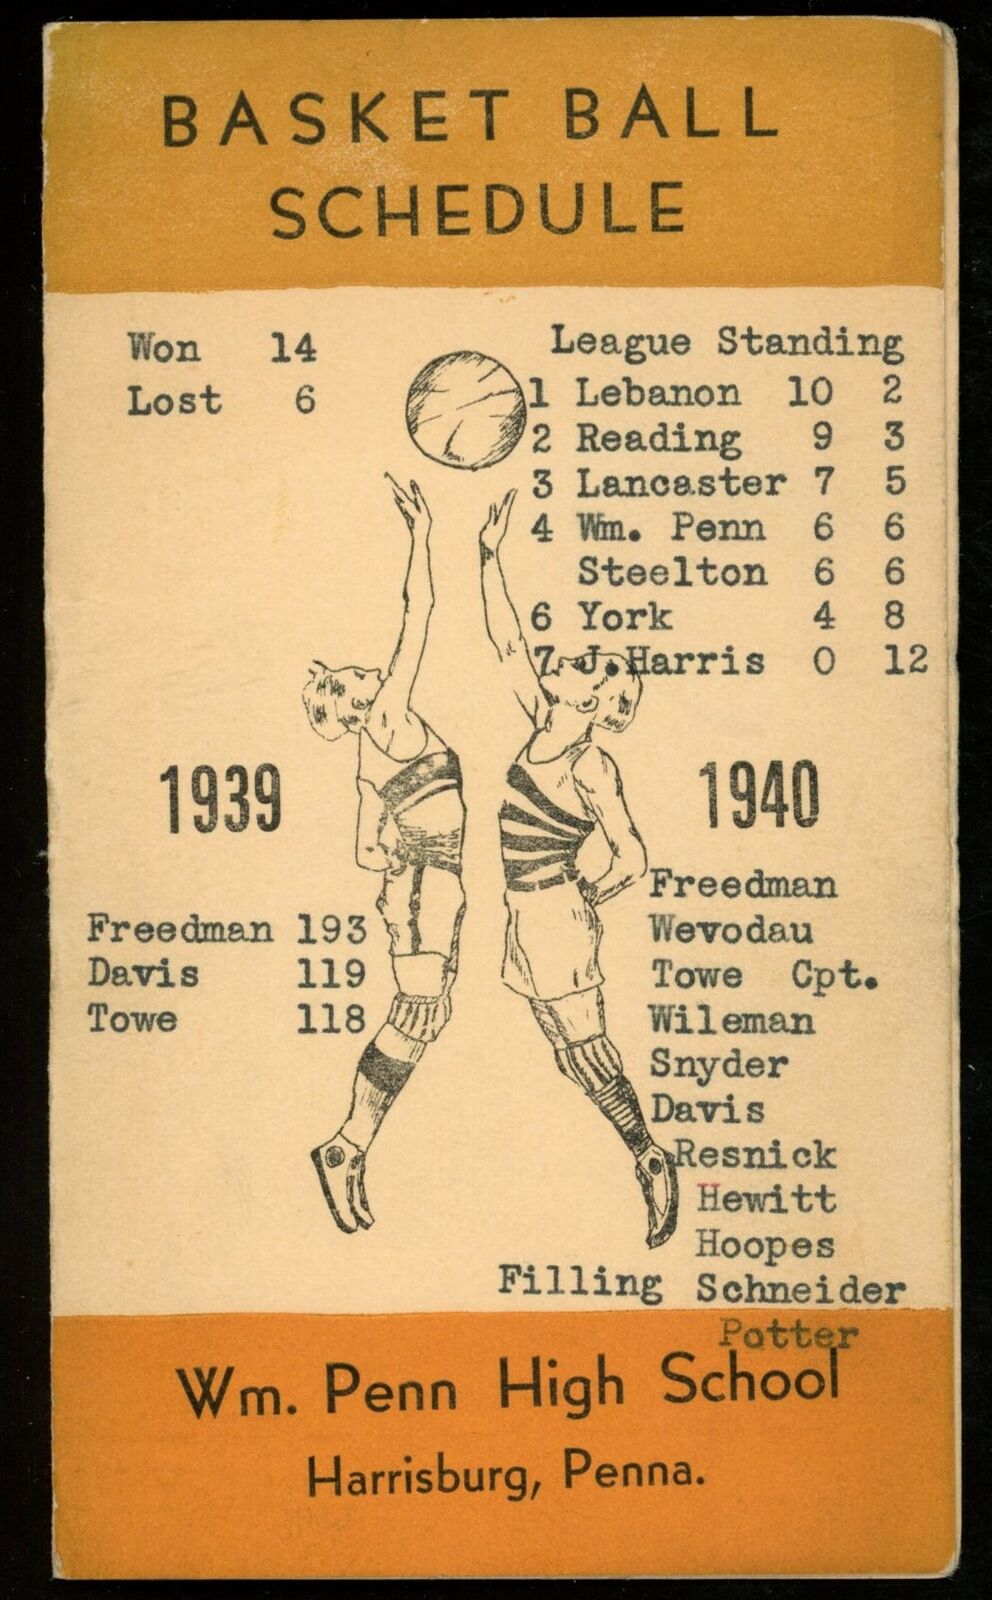 BASKET BALL
SCHEDULE
Won 14
Lost 6
League Standing
1 Lebanon 10 2
2 Reading 9 3
3 Lancaster 7 5
4 Wm. Penn 6 6
Steelton 6 6
6 York 4 8
7. J. Harris 0 12
1939
1940
Freedman 193
Davis 119
Towe 118
Freedman
Wevodau
Towe Cpt.
Wileman
Snyder
Davis
Resnick
Hewitt
Hoopes
Filling Schneider
Potter
Wm. Penn High School
Harrisburg, Penna.